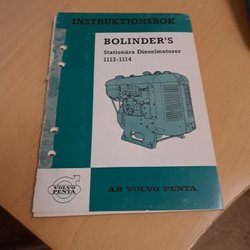 INSTRUKTIONSBOK
BOLINDER'S
Stationära Dieselmotorer
1113-1114
VOLVO
PENTA
AB VOLVO PENTA